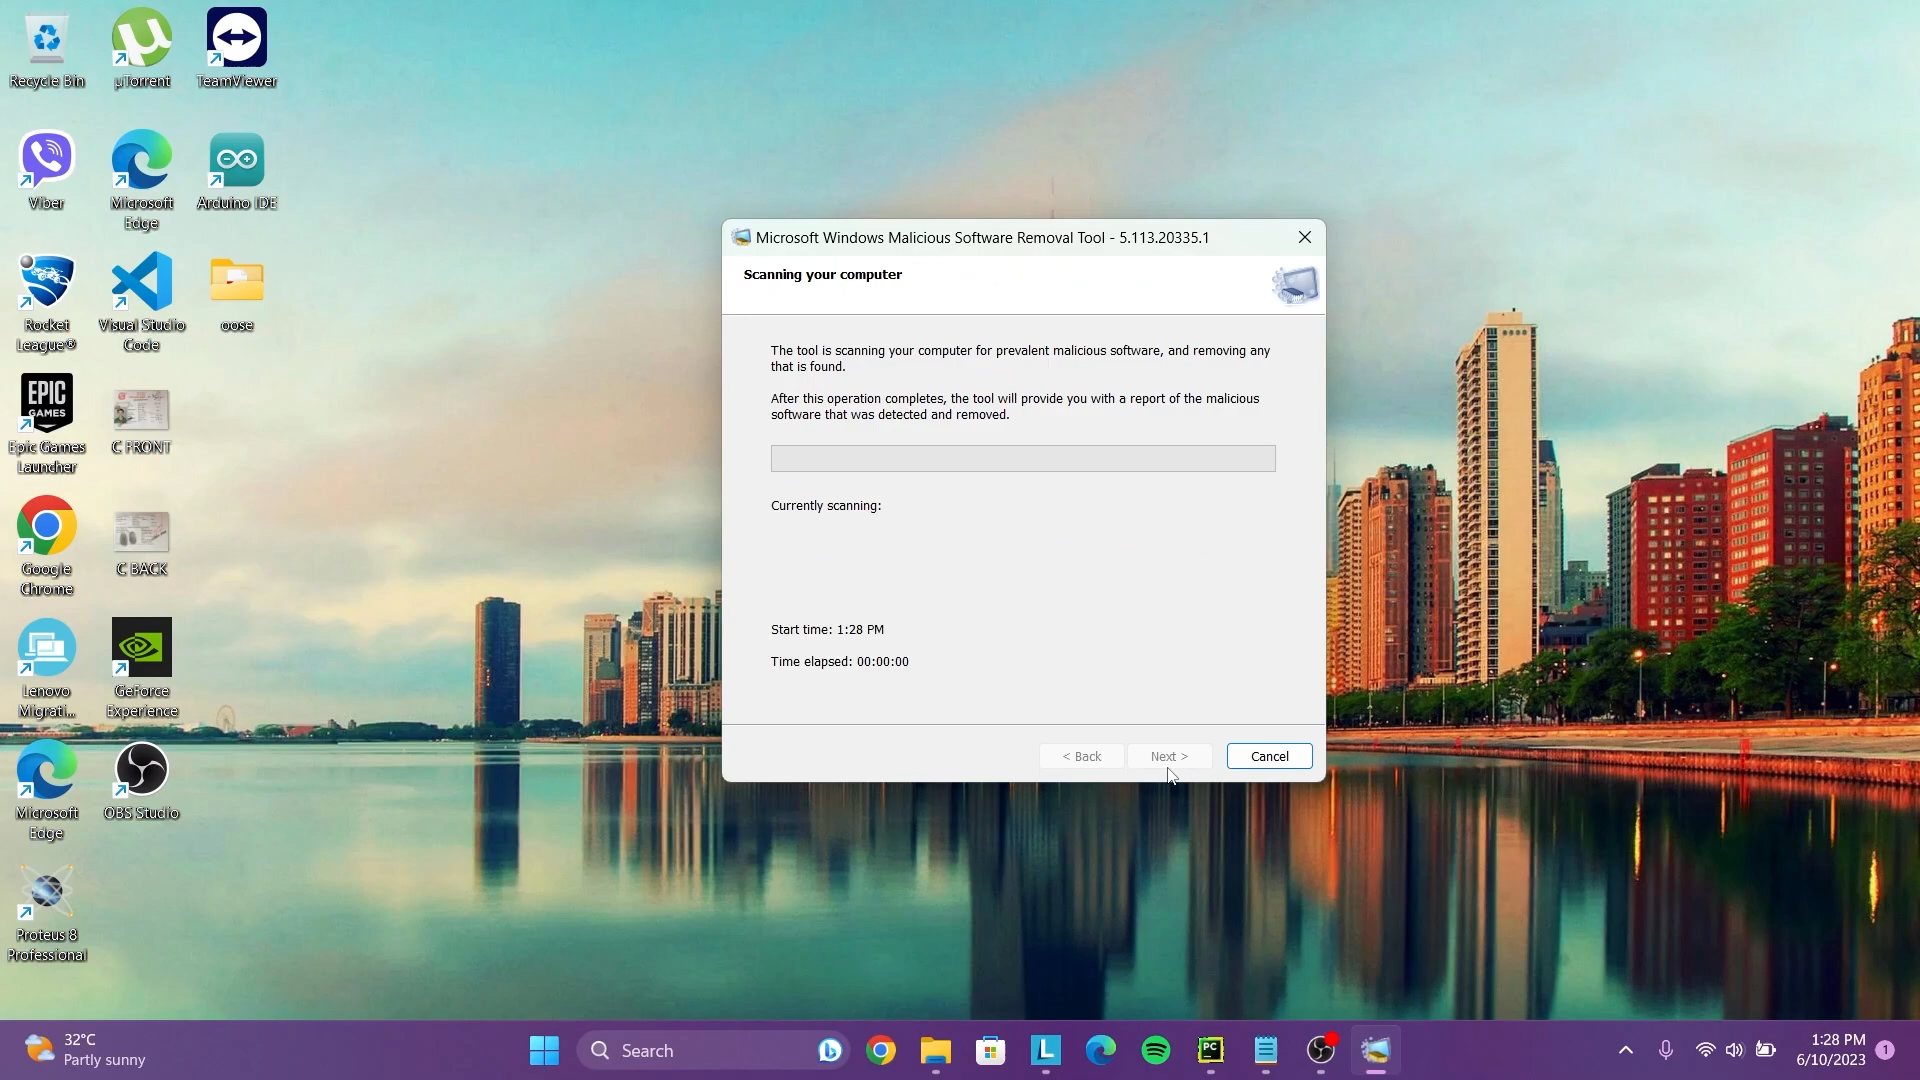 Recycle Bin
µTorrent
TeamViewer
Viber
Microsoft
Edge
Arduino IDE
Rocket
League®
Visual Studio
Code
oose
EPIC
GAMES
Epic Games
Launcher
C FRONT
Google
Chrome
C BACK
Lenovo
Migrati...
GeForce
Experience
Microsoft
Edge
OBS Studio
Proteus 8
Professional
Microsoft Windows Malicious Software Removal Tool - 5.113.20335.1
Scanning your computer
The tool is scanning your computer for prevalent malicious software, and removing any
that is found.
After this operation completes, the tool will provide you with a report of the malicious
software that was detected and removed.
Currently scanning:
Start time: 1:28 PM
Time elapsed: 00:00:00
< Back
Next >
Cancel
32°C
Partly sunny
Search
L
PC
1:28 PM
6/10/2023
1